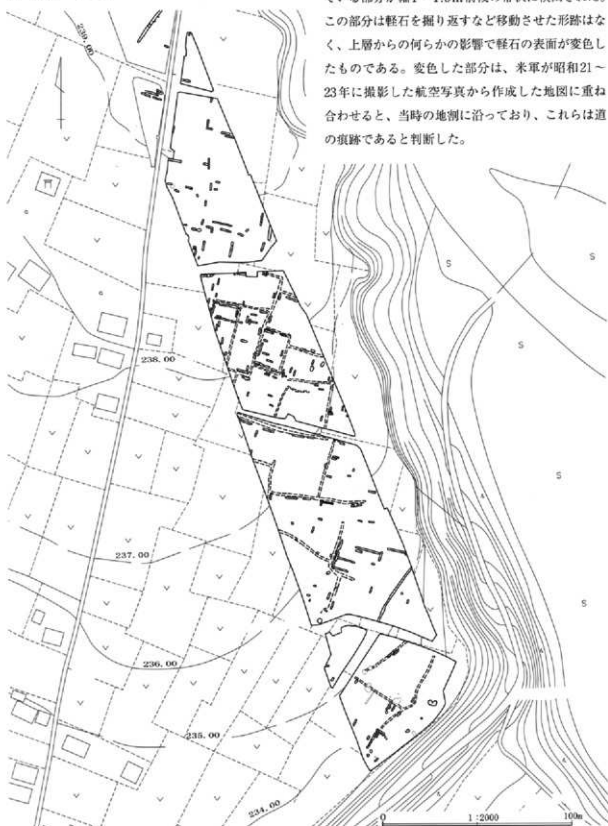 この部分は軽石を掘り返すなど移動させた形跡はな
く、上層からの何らかの影響で軽石の表面が変色し
たものである。変色した部分は、米軍が昭和21～
23年に撮影した航空写真から作成した地図に重ね
合わせると、当時の地割に沿っており、これらは道
の痕跡であると判断した。
239.00
S
S
238.00
237.00
S
236.00
235.00
234.00
0 1:2000 100m